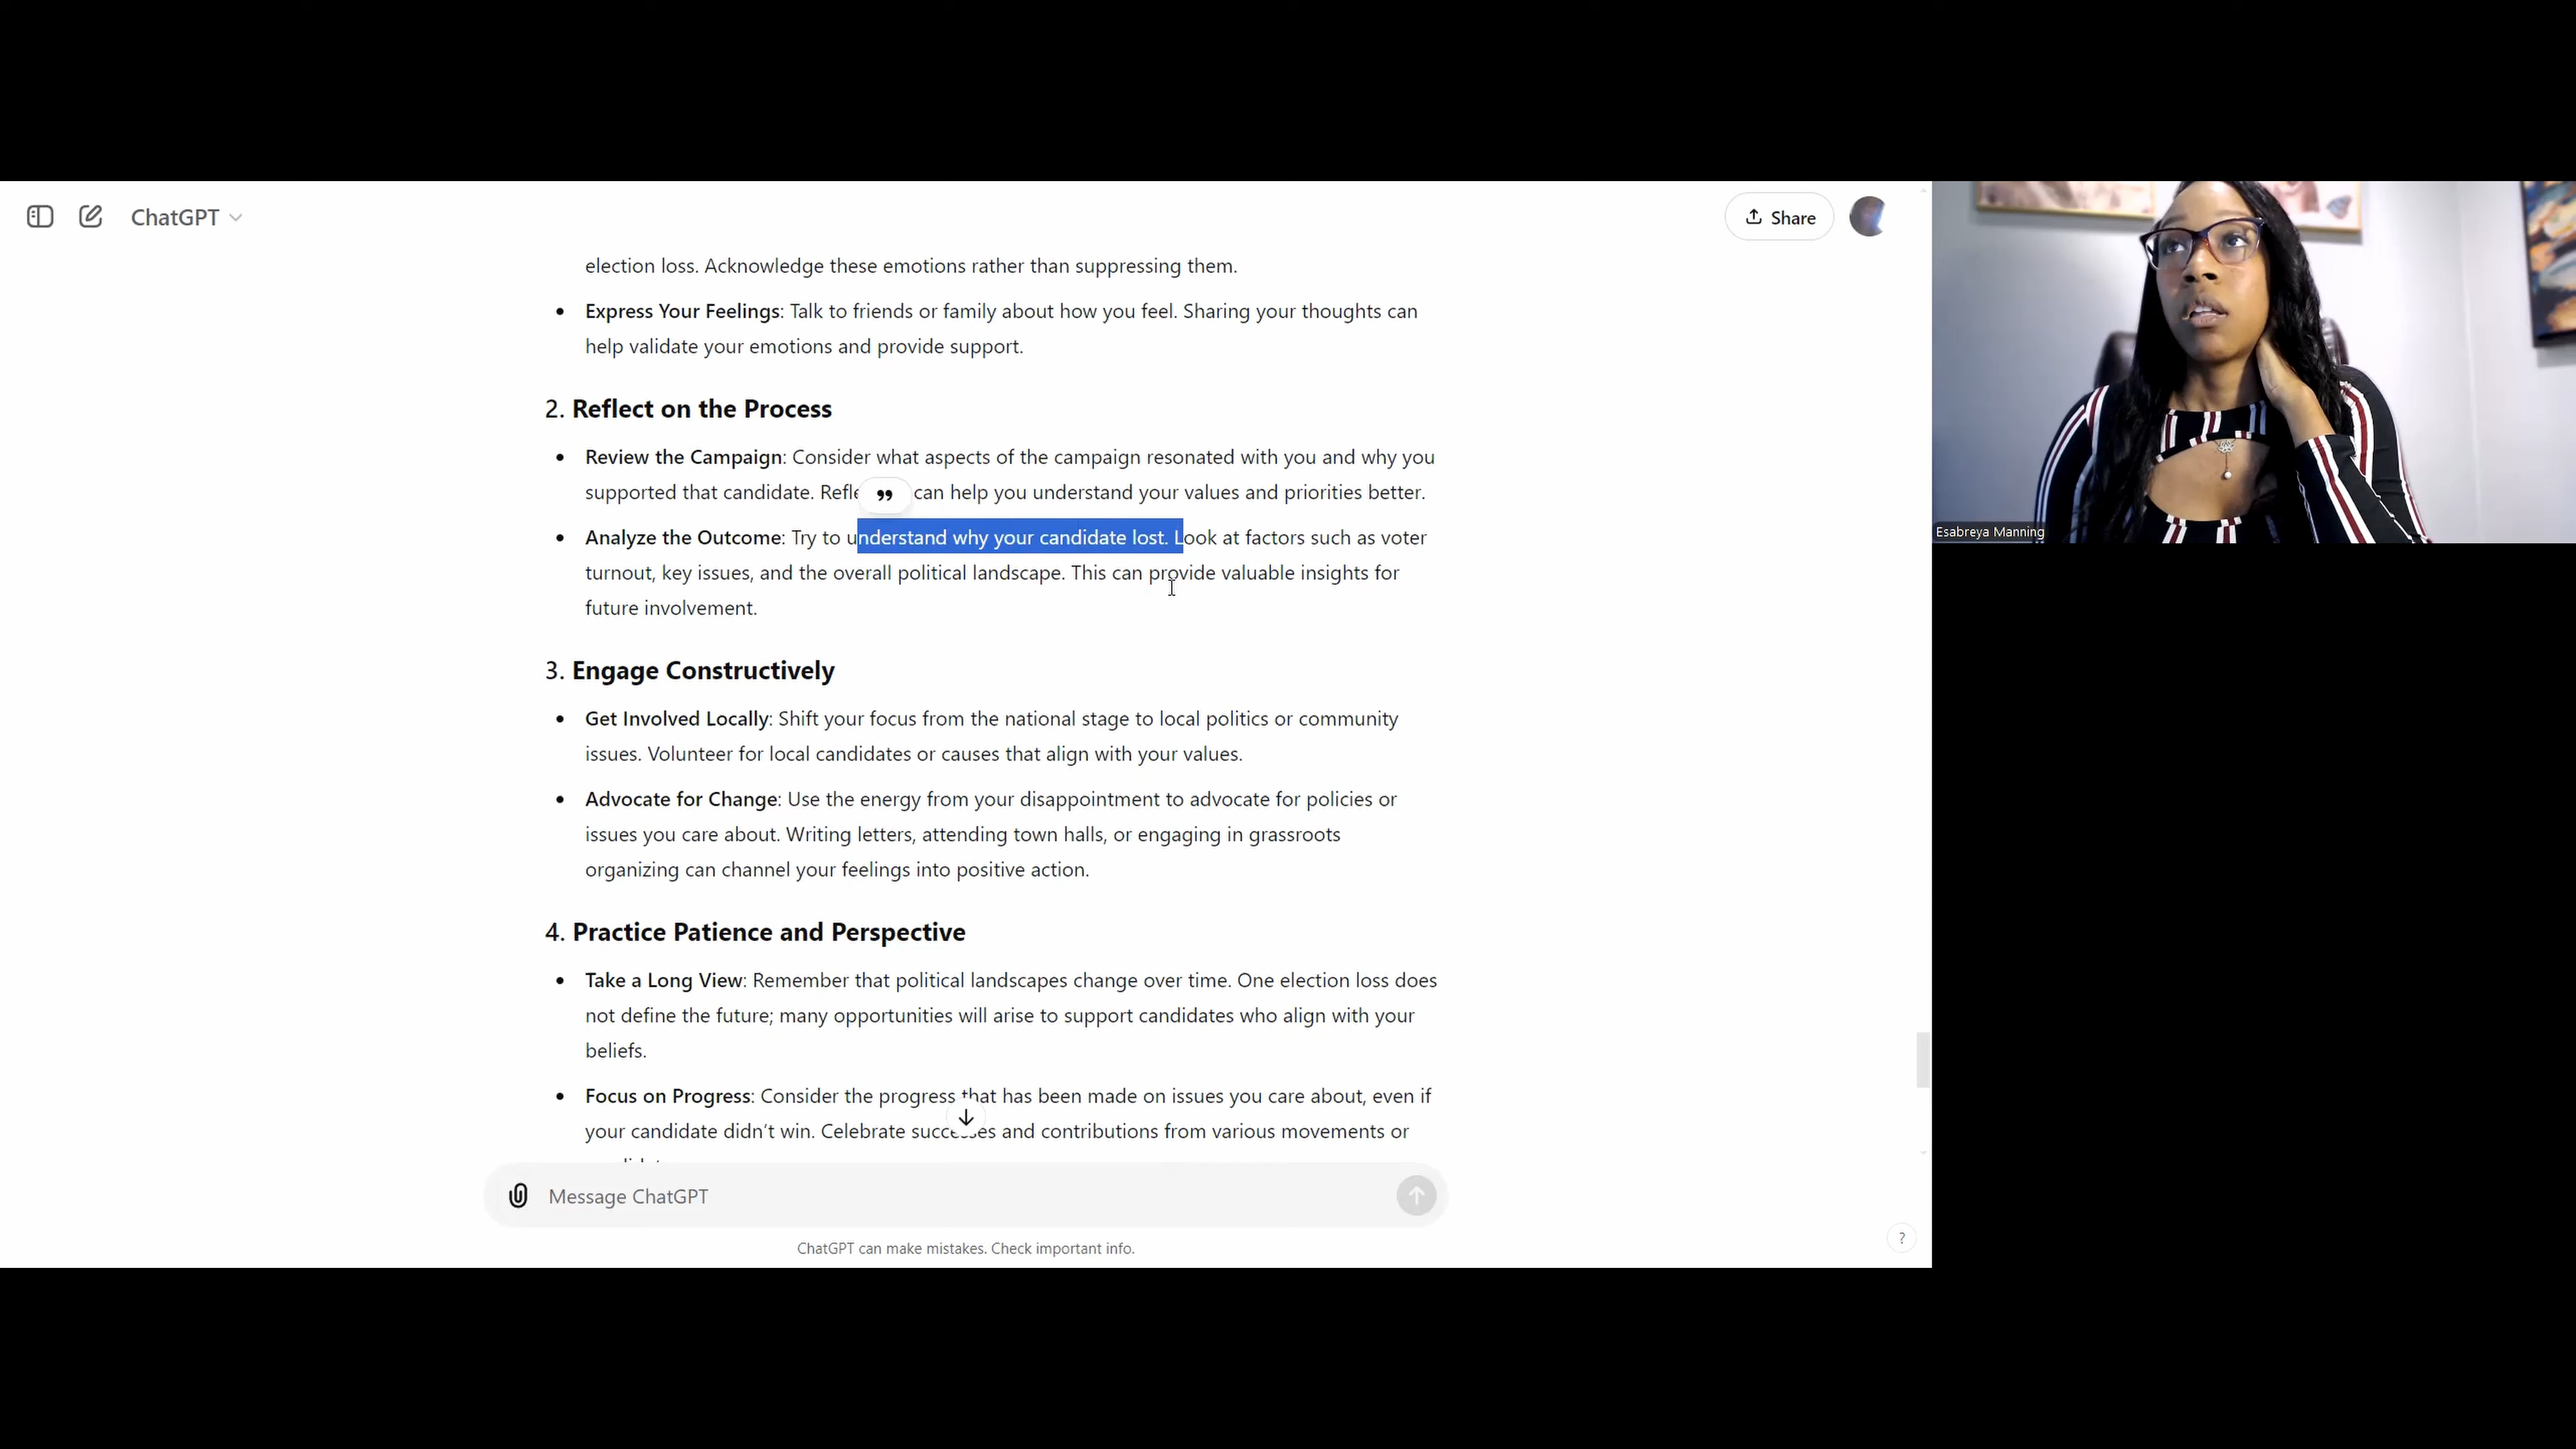 ChatGPT
Share
election loss. Acknowledge these emotions rather than suppressing them.
Express Your Feelings: Talk to friends or family about how you feel. Sharing your thoughts can
help validate your emotions and provide support.
2. Reflect on the Process
Review the Campaign: Consider what aspects of the campaign resonated with you and why you
supported that candidate. Refle can help you understand your values and priorities better.
Analyze the Outcome: Try to understand why your candidate lost. Look at factors such as voter
turnout, key issues, and the overall political landscape. This can provide valuable insights for
future involvement.
3. Engage Constructively
Get Involved Locally: Shift your focus from the national stage to local politics or community
issues. Volunteer for local candidates or causes that align with your values.
Advocate for Change: Use the energy from your disappointment to advocate for policies or
issues you care about. Writing letters, attending town halls, or engaging in grassroots
organizing can channel your feelings into positive action.
4. Practice Patience and Perspective
Take a Long View: Remember that political landscapes change over time. One election loss does
not define the future; many opportunities will arise to support candidates who align with your
beliefs.
Focus on Progress: Consider the progress that has been made on issues you care about, even if
your candidate didn't win. Celebrate successes and contributions from various movements or
Message ChatGPT
ChatGPT can make mistakes. Check important info.
?
Esabreya Manning